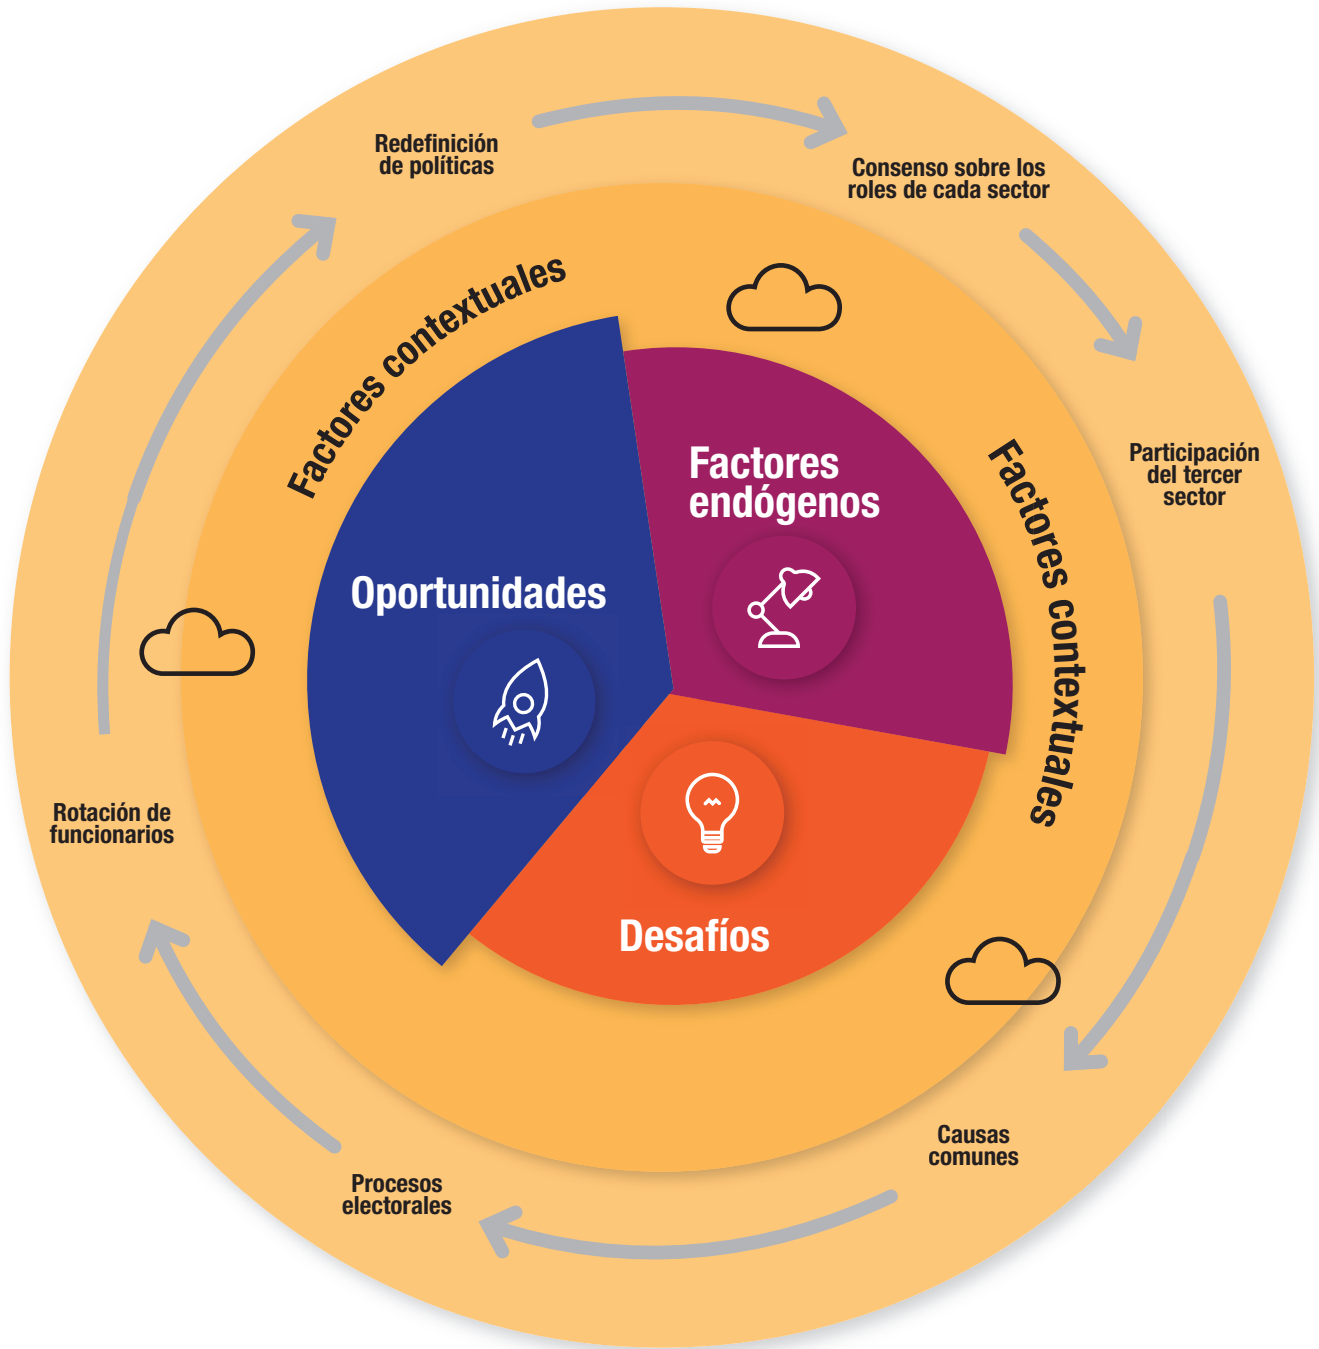 Redefinición
de políticas
Consenso sobre los
roles de cada sector
Factores contextuales
Factores
endógenos
Factores contextuales
Participación
del tercer
sector
Oportunidades
Rotación de
funcionarios
Desafíos
Causas
comunes
Procesos
electorales